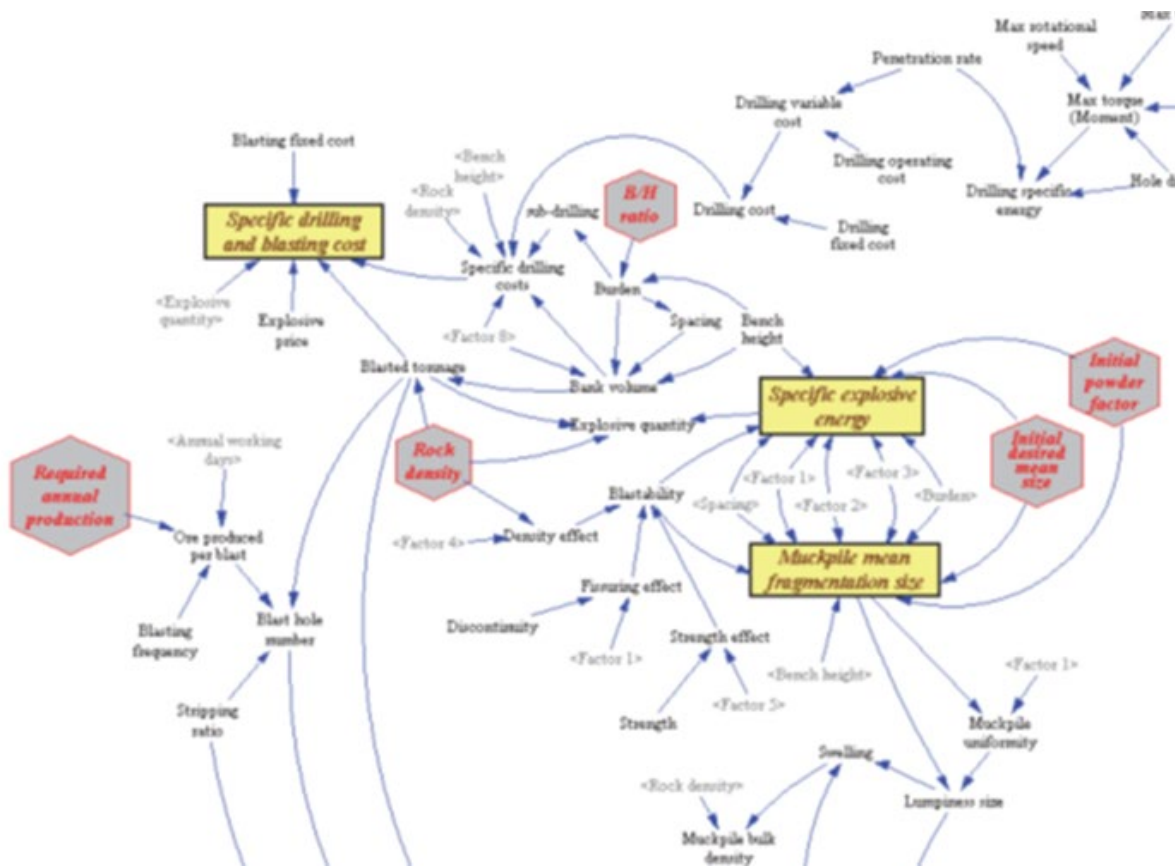 Max rotational
speed
Penetration rate
Max torque
(Moment)
Drilling variable
cost
Blasting fixed cost
<Bench
height>
Drilling operating
cost
<Rock
density>
B/H
ratio
Drilling specific
energy
sub-drilling
Drilling cost
Specific drilling
and blasting cost
Drilling
fixed cost
Specific drilling
costs
Burden
<Explosive
quantity>
Explosive
price
Spacing
Bench
height
<Factor 8>
Blasted tonnage
Bank volume
Initial
powder
factor
Specific explosive
energy
Explosive quantity
<Annual working
days>
Rock
density
Initial
desired
mean
size
Required
annual
production
<Factor 1>
<Factor 3>
Blastability
<Spacing>
<Factor 2>
<Burden>
Ore produced
per blast
<Factor 4>
Density effect
Muckpile mean
fragmentation size
Fissuring effect
Blasting
frequency
Blast hole
number
Discontinuity
Strength effect
<Factor 1>
<Bench height>
<Factor 1>
<Factor 5>
Stripping
ratio
Strength
Muckpile
uniformity
Swelling
<Rock density>
Lumpiness size
Muckpile bulk
density